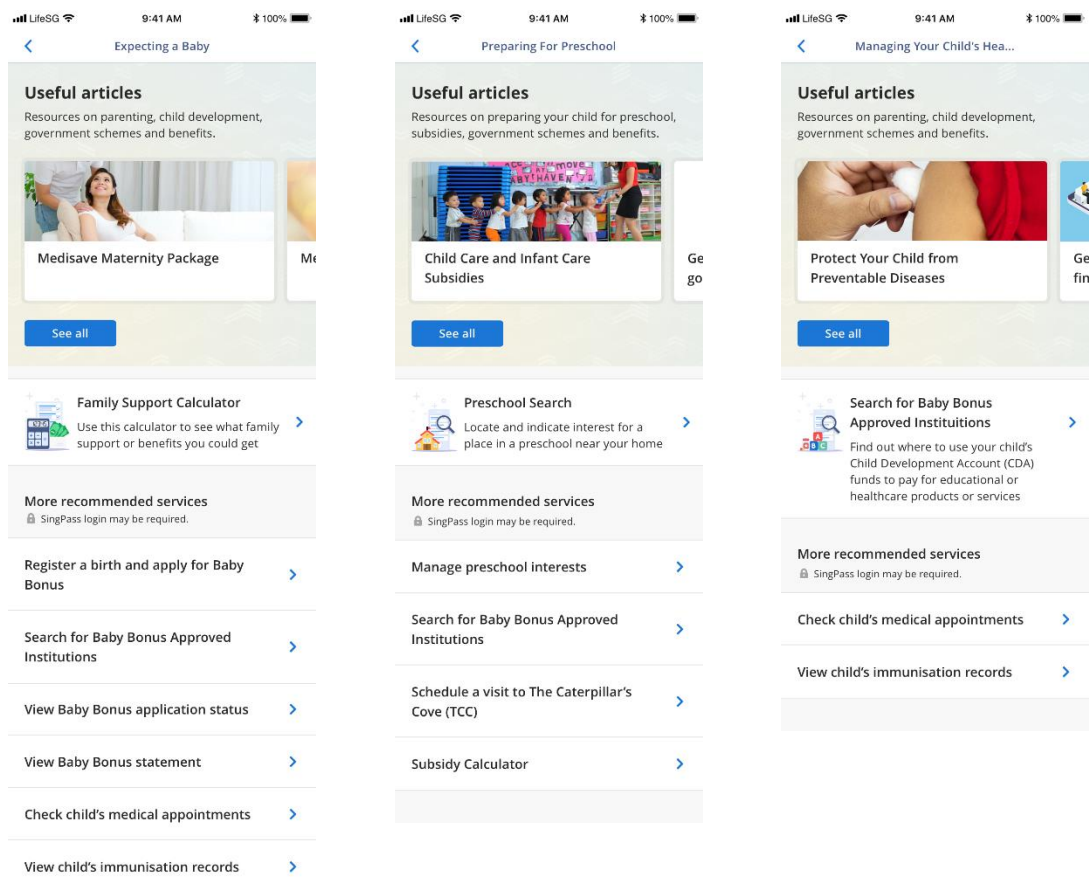 LifeSG 9:41 AM 100%
Expecting a Baby
Useful articles
Resources on parenting, child development,
government schemes and benefits.
Medisave Maternity Package
Me
See all
Family Support Calculator
Use this calculator to see what family
support or benefits you could get
More recommended services
SingPass login may be required.
Register a birth and apply for Baby
Bonus
Search for Baby Bonus Approved
Institutions
View Baby Bonus application status
View Baby Bonus statement
Check child's medical appointments
View child's immunisation records
LifeSG 9:41 AM 100%
Preparing For Preschool
Useful articles
Resources on preparing your child for preschool,
subsidies, government schemes and benefits.
Child Care and Infant Care
Subsidies
Ge
go
See all
Preschool Search
Locate and indicate interest for a
place in a preschool near your home
More recommended services
SingPass login may be required.
Manage preschool interests
Search for Baby Bonus Approved
Institutions
Schedule a visit to The Caterpillar's
Cove (TCC)
Subsidy Calculator
LifeSG 9:41 AM 100%
Managing Your Child's Hea...
Useful articles
Resources on parenting, child development,
government schemes and benefits.
Protect Your Child from
Preventable Diseases
Ge
fin
See all
Search for Baby Bonus
Approved Instituitions
Find out where to use your child's
Child Development Account (CDA)
funds to pay for educational or
healthcare products or services
More recommended services
SingPass login may be required.
Check child's medical appointments
View child's immunisation records